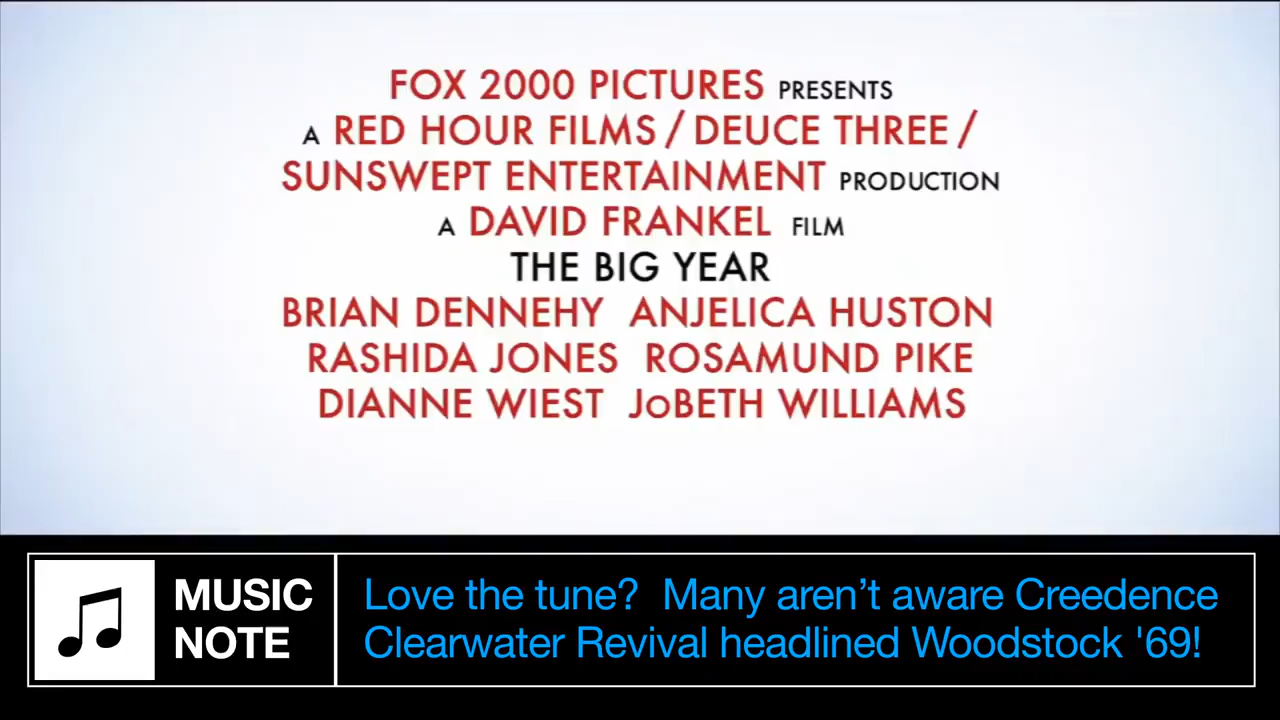 FOX 2000 PICTURES PRESENTS
A RED HOUR FILMS / DEUCE THREE /
SUNSWEPT ENTERTAINMENT PRODUCTION
A DAVID FRANKEL FILM
THE BIG YEAR
BRIAN DENNEHY ANJELICA HUSTON
RASHIDA JONES ROSAMUND PIKE
DIANNE WIEST JoBETH WILLIAMS
MUSIC
NOTE
Love the tune? Many aren't aware Creedence
Clearwater Revival headlined Woodstock '69!